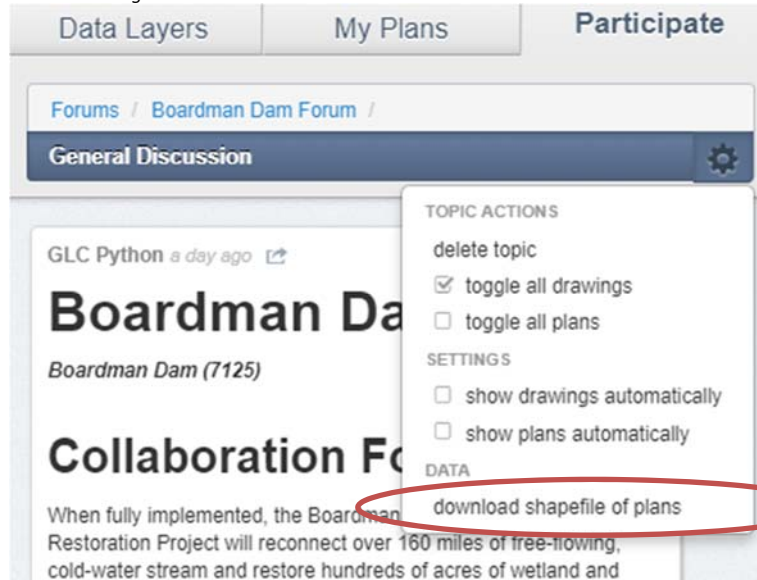 Data Layers
My Plans
Participate
Forums / Boardman Dam Forum /
General Discussion
TOPIC ACTIONS
delete topic
toggle all drawings
toggle all plans
SETTINGS
show drawings automatically
show plans automatically
DATA
download shapefile of plans
GLC Python a day ago
Boardman Da
Boardman Dam (7125)
Collaboration Fo
When fully implemented, the Boardman
Restoration Project will reconnect over 160 miles of free-flowing,
cold-water stream and restore hundreds of acres of wetland and